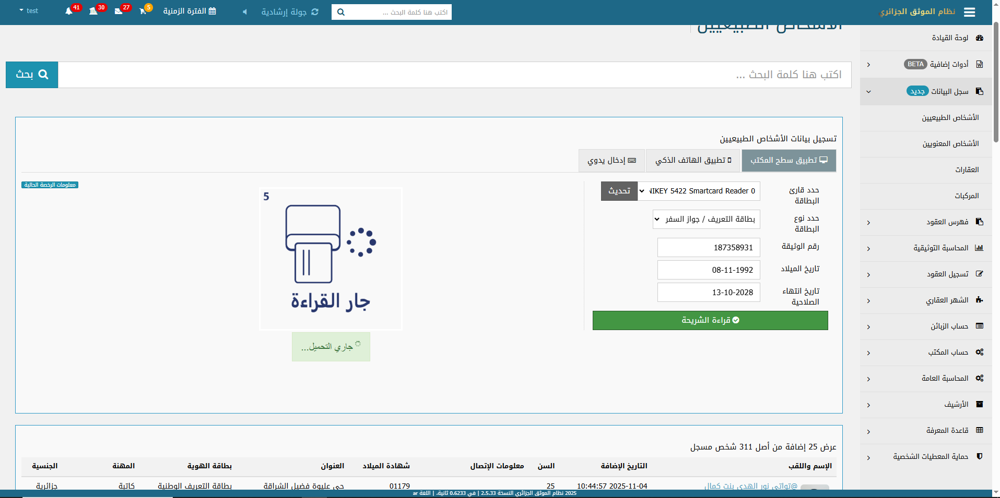 نظام الموثق الجزائري
اكتب هنا كلمة البحث ...
جولة إرشادية
الفترة الزمنية
5
27
30
41
test
لوحة القيادة
أدوات إضافية BETA
سجل البيانات جديد
الأشخاص الطبيعيين
الأشخاص المعنويين
العقارات
المركبات
فهرس العقود
المحاسبة التوثيقية
تسجيل العقود
الشهر العقاري
حساب الزبائن
حساب المكتب
المحاسبة العامة
الأرشيف
قاعدة المعرفة
حماية المعطيات الشخصية
الأشخاص الطبيعيين
اكتب هنا كلمة البحث ...
بحث
تسجيل بيانات الأشخاص الطبيعيين
تطبيق سطح المكتب
تطبيق الهاتف الذكي
إدخال يدوي
معلومات الرخصة الحالية
حدد قارئ البطاقة
NIKEY 5422 Smartcard Reader 0
تحديث
حدد نوع البطاقة
بطاقة التعريف / جواز السفر
رقم الوثيقة
187358931
تاريخ الميلاد
08-11-1992
تاريخ انتهاء الصلاحية
13-10-2028
قراءة الشريحة
5
جار القراءة
جاري التحميل...
عرض 25 إضافة من أصل 311 شخص مسجل
الإسم واللقب
التاريخ الإضافة
السن
معلومات الإتصال
شهادة الميلاد
العنوان
بطاقة الهوية
المهنة
الجنسية
@تواتي نور الهدى بنت كمال
2025-11-04 10:44:57
25
01179
حي عليوة فضيل الشراقة
بطاقة التعريف الوطنية
كاتبة
جزائرية
2025 نظام الموثق الجزائري النسخة 2.5.33 | في 0.6233 ثانية. | اللغة ar